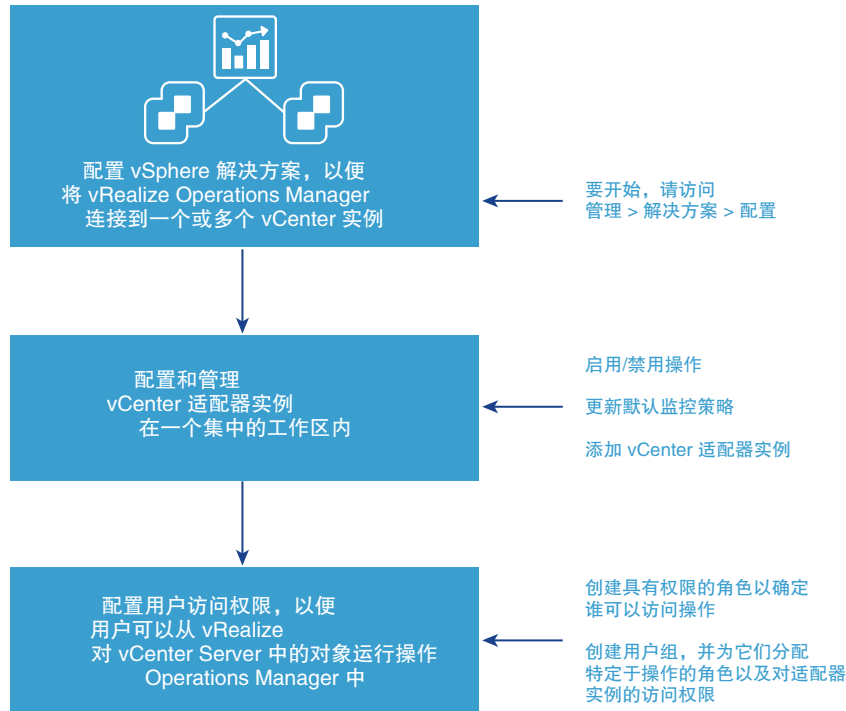 配置 vSphere 解决方案，以便
将 vRealize Operations Manager
连接到一个或多个 vCenter 实例
要开始，请访问
管理 > 解决方案 > 配置
配置和管理
vCenter 适配器实例
在一个集中的工作区内
启用/禁用操作
更新默认监控策略
添加 vCenter 适配器实例
配置用户访问权限，以便
用户可以从 vRealize
对 vCenter Server 中的对象运行操作
Operations Manager 中
创建具有权限的角色以确定
谁可以访问操作
创建用户组，并为它们分配
特定于操作的角色以及对适配器
实例的访问权限